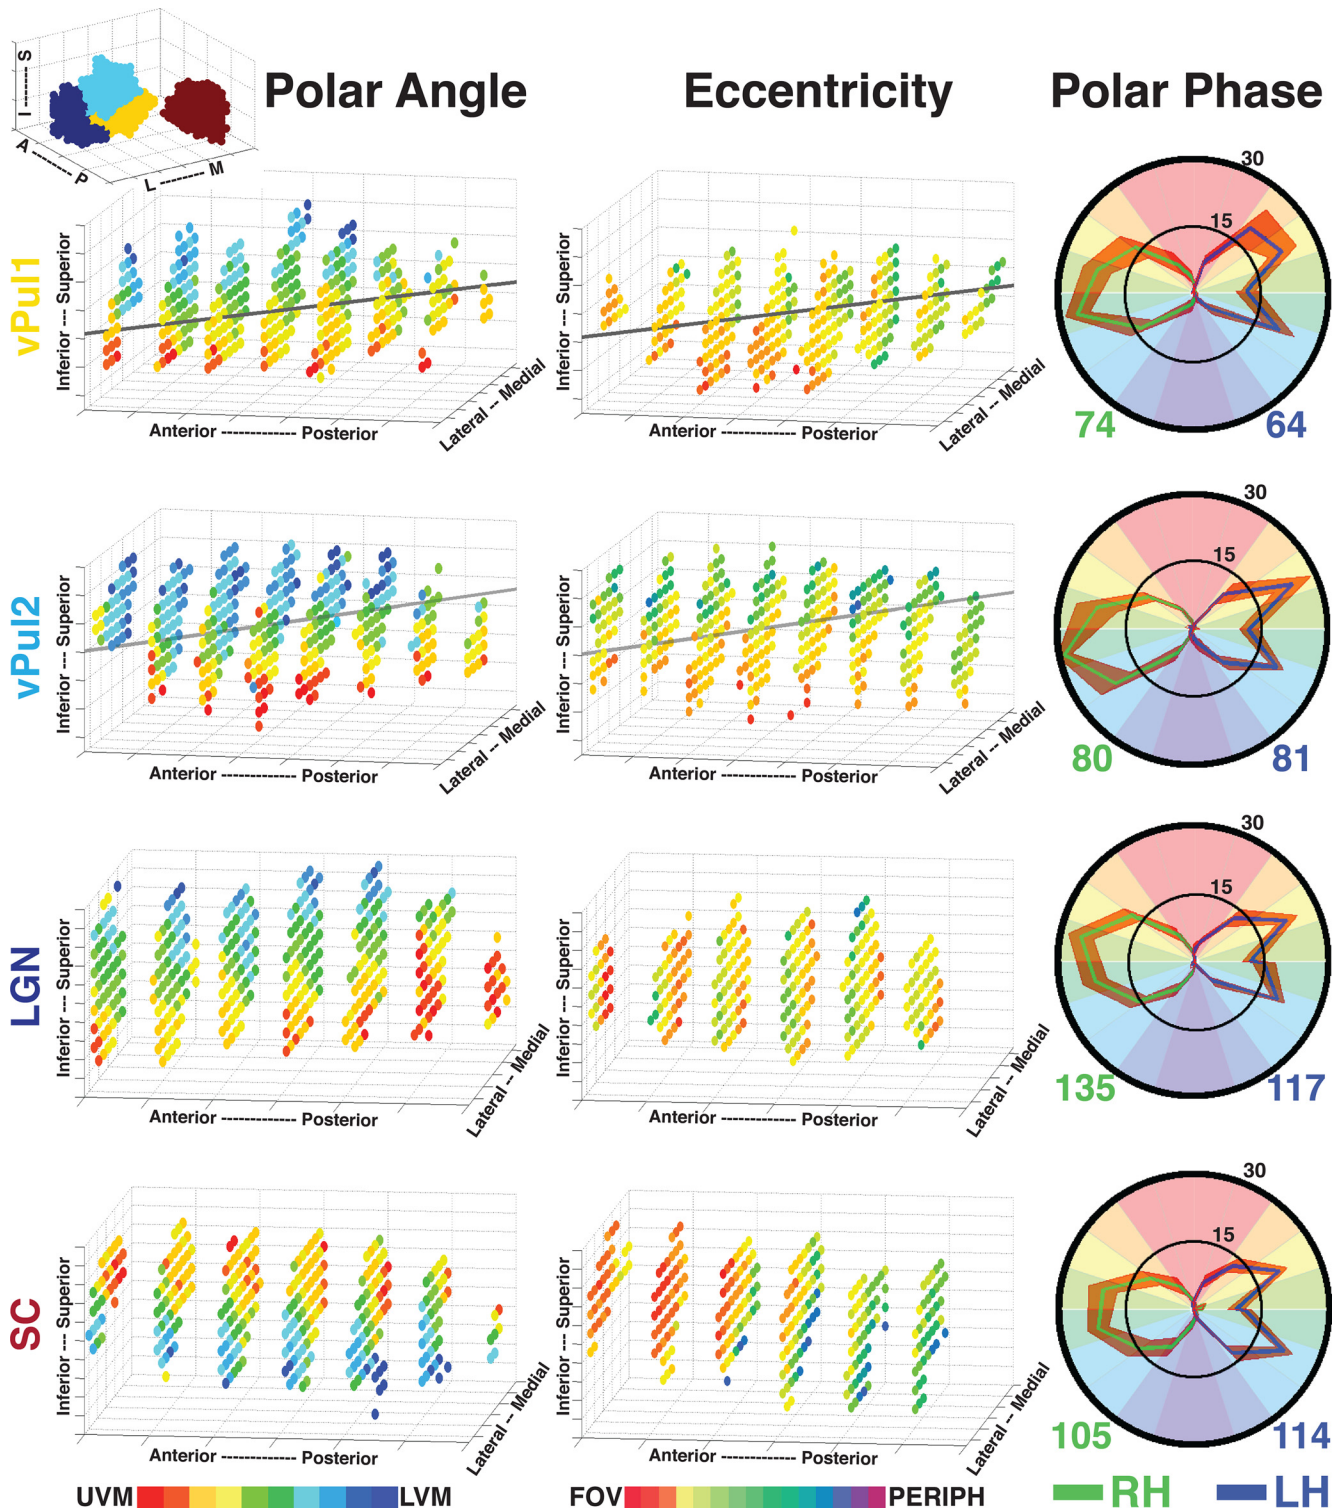 I ------- S
A -------- P
L -------- M
Polar Angle
Eccentricity
Polar Phase
vPul1
Inferior --- Superior
Anterior -------------- Posterior
Lateral -- Medial
Inferior --- Superior
Anterior -------------- Posterior
Lateral -- Medial
30
15
74
64
vPul2
Inferior --- Superior
Anterior -------------- Posterior
Lateral -- Medial
Inferior --- Superior
Anterior -------------- Posterior
Lateral -- Medial
30
15
80
81
LGN
Inferior --- Superior
Anterior -------------- Posterior
Lateral -- Medial
Inferior --- Superior
Anterior -------------- Posterior
Lateral -- Medial
30
15
135
117
SC
Inferior --- Superior
Anterior -------------- Posterior
Lateral -- Medial
Inferior --- Superior
Anterior -------------- Posterior
Lateral -- Medial
30
15
105
114
UVM LVM
FOV PERIPH
RH LH